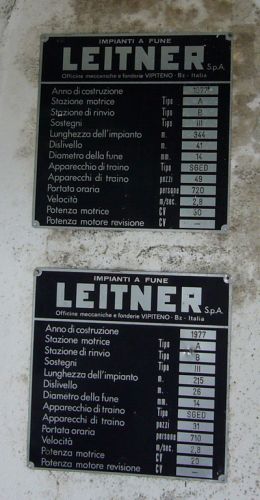 IMPIANTI A FUNE
LEITNER S.p.A.
Officine meccaniche e fonderie VIPITENO - Bz - Italia
Anno di costruzione 1977
Stazione motrice Tipo A
Stazione di rinvio Tipo B
Sostegni Tipo III
Lunghezza dell'impianto m. 344
Dislivello m. 41
Diametro della fune mm. 14
Apparecchio di traino Tipo SGED
Apparecchi di traino pezzi 49
Portata oraria persone 720
Velocità m/sec. 2,8
Potenza motrice CV 30
Potenza motore revisione CV —
IMPIANTI A FUNE
LEITNER S.p.A.
Officine meccaniche e fonderie VIPITENO - Bz - Italia
Anno di costruzione 1977
Stazione motrice Tipo A
Stazione di rinvio Tipo B
Sostegni Tipo III
Lunghezza dell'impianto m. 215
Dislivello m. 26
Diametro della fune mm. 14
Apparecchio di traino Tipo SGED
Apparecchi di traino pezzi 31
Portata oraria persone 710
Velocità m/sec. 2,8
Potenza motrice CV 20
Potenza motore revisione CV —